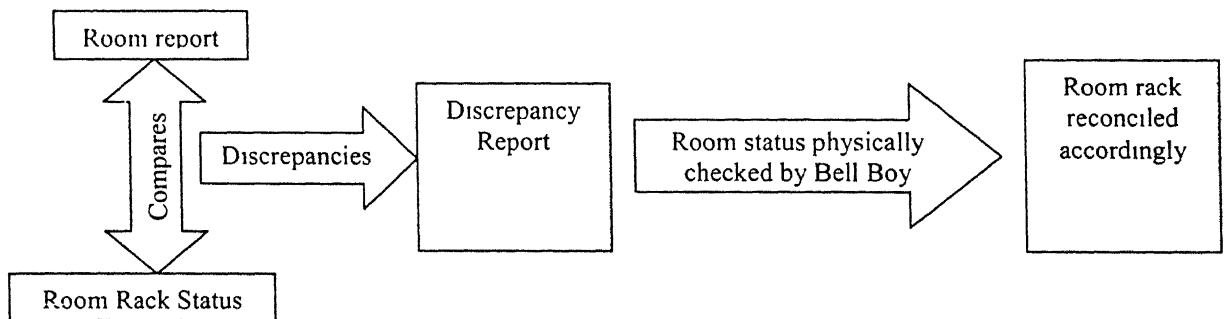 Room report
Compares
Discrepancies
Discrepancy
Report
Room status physically
checked by Bell Boy
Room rack
reconciled
accordingly
Room Rack Status